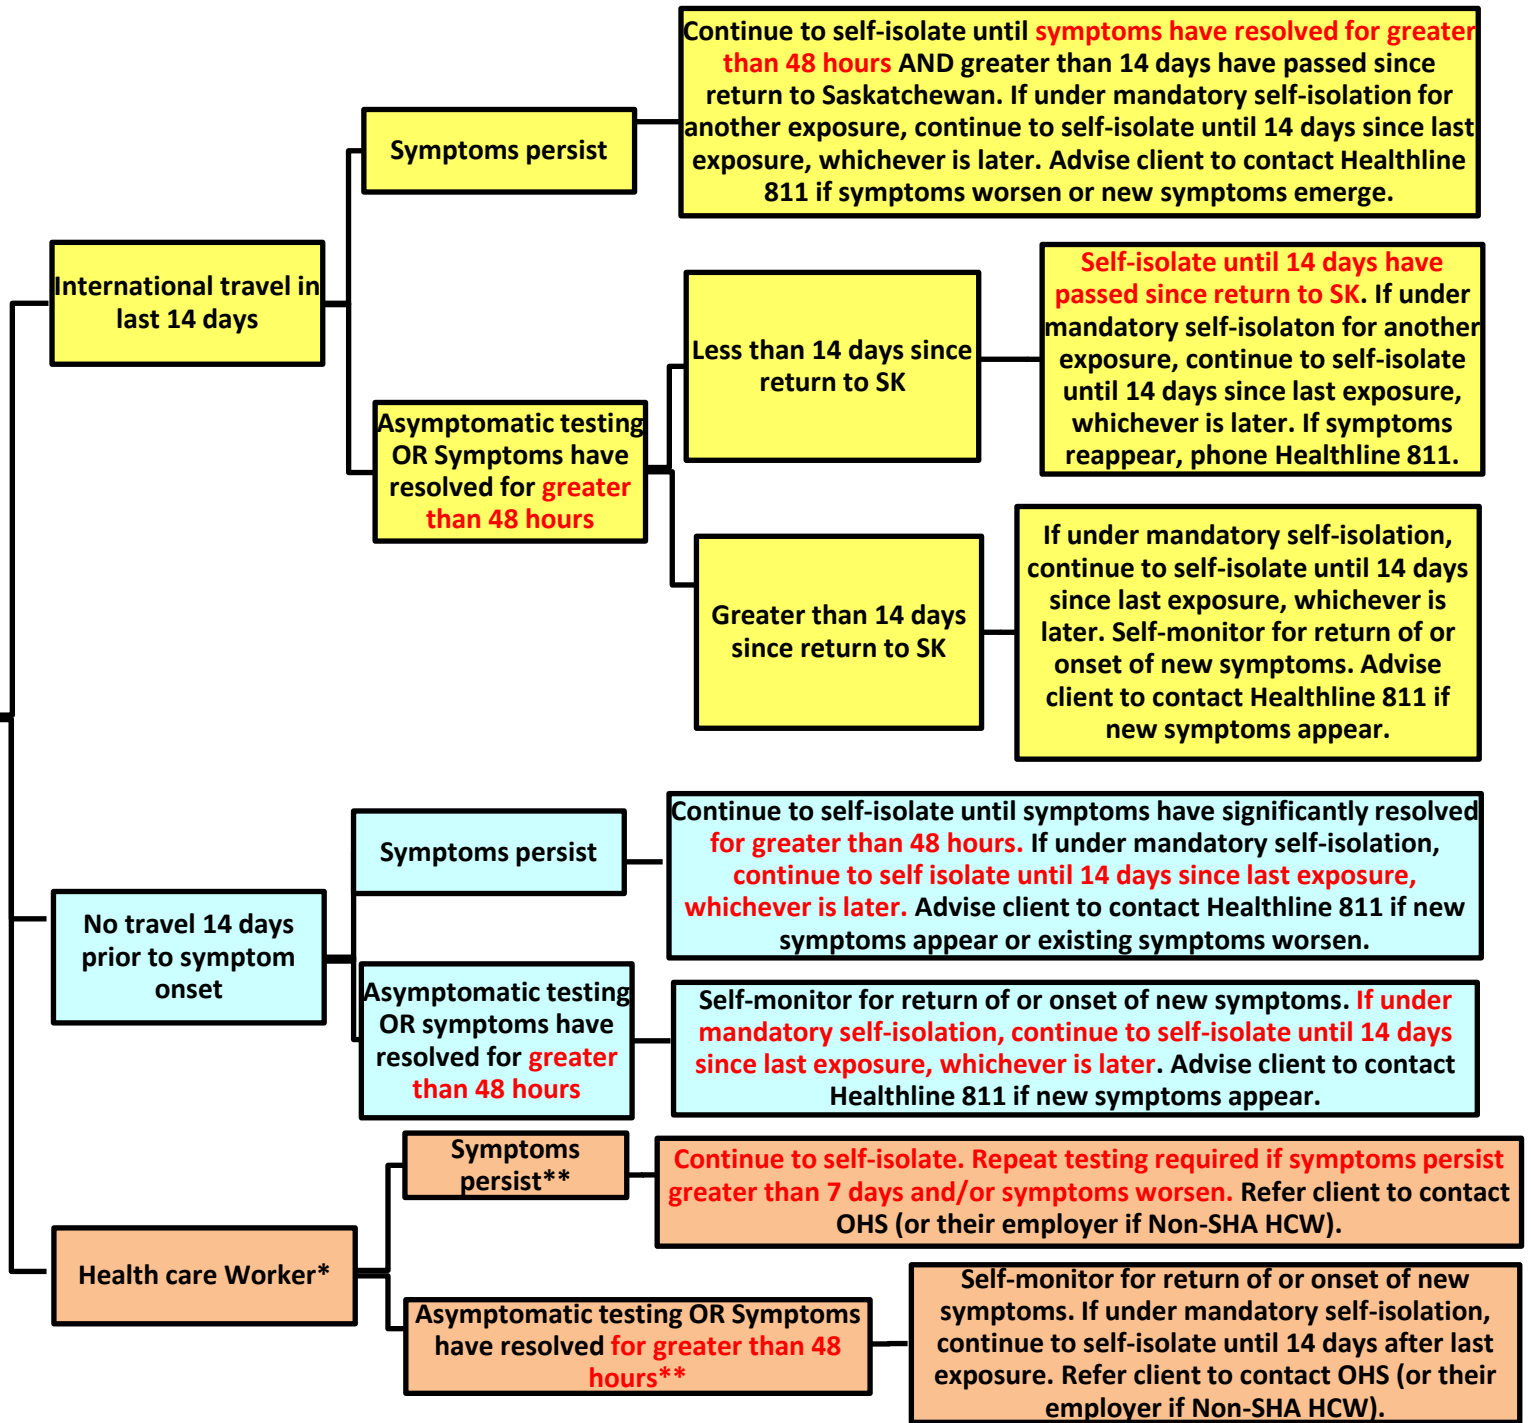 Continue to self-isolate until symptoms have resolved for greater
than 48 hours AND greater than 14 days have passed since
return to Saskatchewan. If under mandatory self-isolation for
another exposure, continue to self-isolate until 14 days since last
exposure, whichever is later. Advise client to contact Healthline
811 if symptoms worsen or new symptoms emerge.
Symptoms persist
International travel in
last 14 days
Self-isolate until 14 days have
passed since return to SK. If under
mandatory self-isolaton for another
exposure, continue to self-isolate
until 14 days since last exposure,
whichever is later. If symptoms
reappear, phone Healthline 811.
Less than 14 days since
return to SK
Asymptomatic testing
OR Symptoms have
resolved for greater
than 48 hours
If under mandatory self-isolation,
continue to self-isolate until 14 days
since last exposure, whichever is
later. Self-monitor for return of or
onset of new symptoms. Advise
client to contact Healthline 811 if
new symptoms appear.
Greater than 14 days
since return to SK
Continue to self-isolate until symptoms have significantly resolved
for greater than 48 hours. If under mandatory self-isolation,
continue to self isolate until 14 days since last exposure,
whichever is later. Advise client to contact Healthline 811 if new
symptoms appear or existing symptoms worsen.
Symptoms persist
No travel 14 days
prior to symptom
onset
Asymptomatic testing
OR symptoms have
resolved for greater
than 48 hours
Self-monitor for return of or onset of new symptoms. If under
mandatory self-isolation, continue to self-isolate until 14 days
since last exposure, whichever is later. Advise client to contact
Healthline 811 if new symptoms appear.
Symptoms
persist**
Continue to self-isolate. Repeat testing required if symptoms persist
greater than 7 days and/or symptoms worsen. Refer client to contact
OHS (or their employer if Non-SHA HCW).
Health care Worker*
Asymptomatic testing OR Symptoms
have resolved for greater than 48
hours**
Self-monitor for return of or onset of new
symptoms. If under mandatory self-isolation,
continue to self-isolate until 14 days after last
exposure. Refer client to contact OHS (or their
employer if Non-SHA HCW).